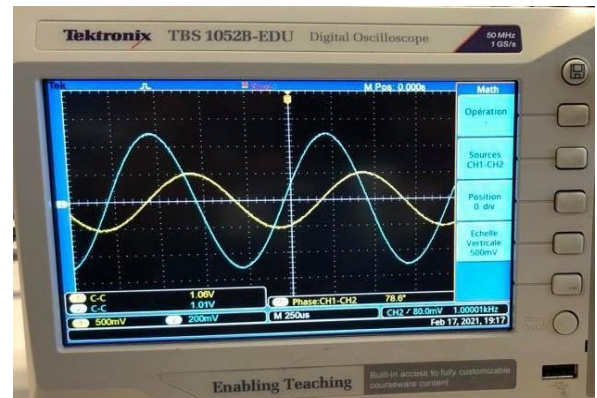 Tektronix TBS 1052B-EDU Digital Oscilloscope
50 MHz
1 GS/s
Tek
M Pos: 0.000s
Math
Opération
-
Sources
CH1-CH2
Position
0. div
Echelle
Verticale
500mV
1 C-C 1.06V
2 C-C 1.01V
Phase:CH1-CH2 78.6°
500mV 200mV M 250us CH2 80.0mV 1.00001kHz
Feb 17, 2021, 19:17
Enabling Teaching
Built-in access to fully customizable
courseware content